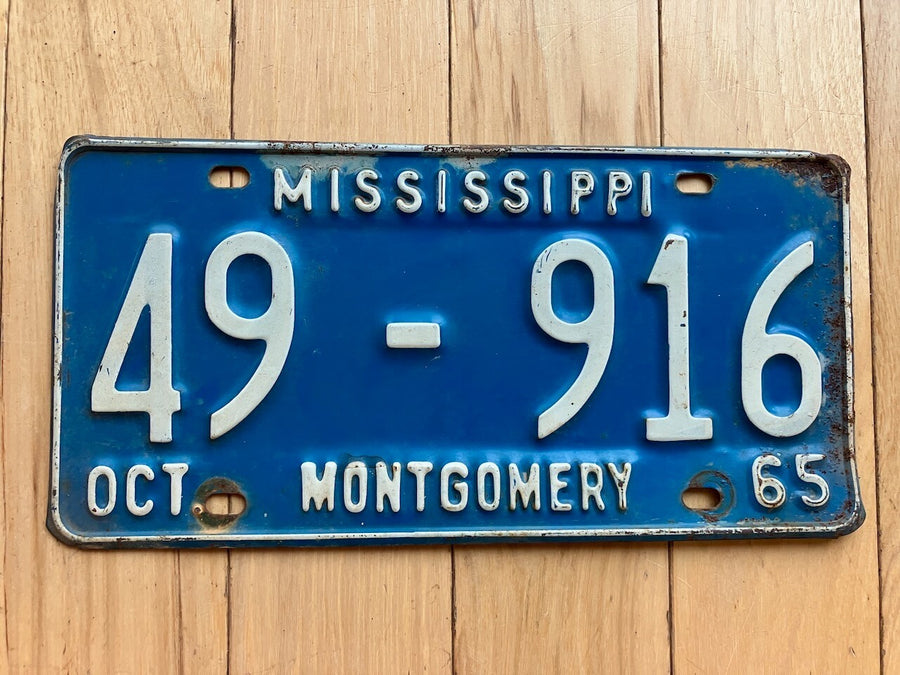 MISSISSIPPI
49 - 916
OCT MONTGOMERY 65